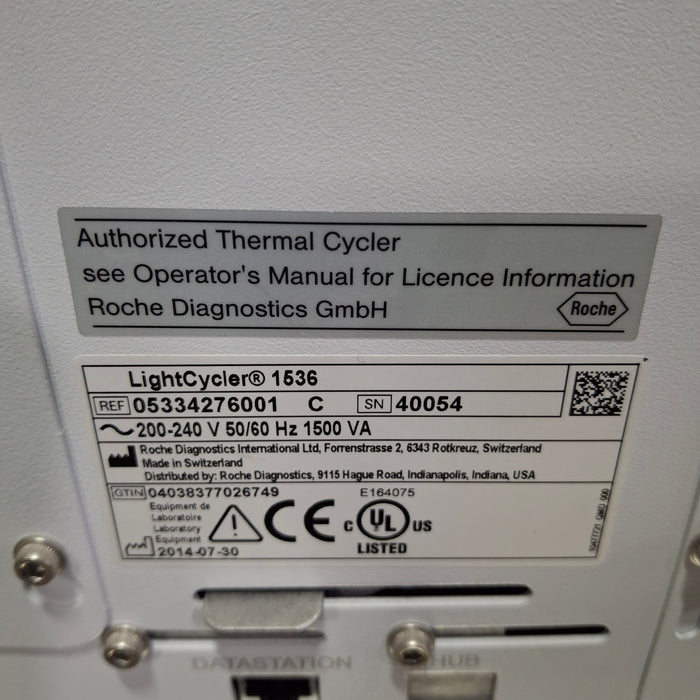 Authorized Thermal Cycler
see Operator's Manual for Licence Information
Roche Diagnostics GmbH
Roche
LightCycler® 1536
REF 05334276001 C SN 40054
200-240 V 50/60 Hz 1500 VA
Roche Diagnostics International Ltd, Forrenstrasse 2, 6343 Rotkreuz, Switzerland
Made in Switzerland
Distributed by: Roche Diagnostics, 9115 Hague Road, Indianapolis, Indiana, USA
GTIN 04038377026749 E164075
Equipment de
Laboratoire
Laboratory
Equipment
2014-07-30
CE
C UL US
LISTED
DATASTATION
HUB